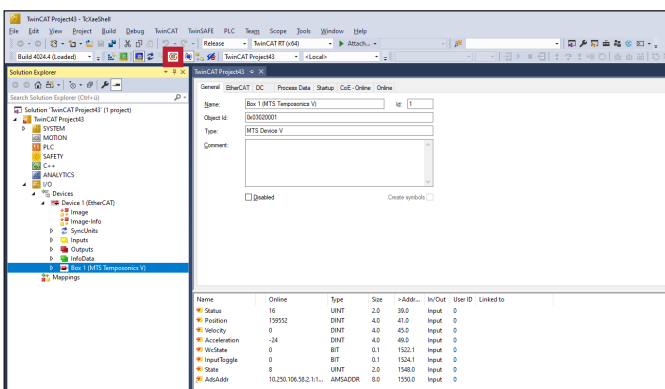 TwinCAT Project43 - TcXaeShell
File Edit View Project Build Debug TwinCAT TwinSAFE PLC Team Scope Tools Window Help
Release TwinCAT RT (x64) Attach...
Build 4024.4 (Loaded) TwinCAT Project43 <Local>
Solution Explorer
Search Solution Explorer (Ctrl+ü)
Solution 'TwinCAT Project43' (1 project)
TwinCAT Project43
SYSTEM
MOTION
PLC
SAFETY
C++
ANALYTICS
I/O
Devices
Device 1 (EtherCAT)
Image
Image-Info
SyncUnits
Inputs
Outputs
InfoData
Box 1 (MTS Temposonics V)
Mappings
TwinCAT Project43
General EtherCAT DC Process Data Startup CoE - Online Online
Name: Box 1 (MTS Temposonics V) Id: 1
Object Id: 0x03020001
Type: MTS Device V
Comment:
Disabled Create symbols
Name Online Type Size >Addr... In/Out User ID Linked to
Status 16 UINT 2.0 39.0 Input 0
Position 159552 DINT 4.0 41.0 Input 0
Velocity 0 DINT 4.0 45.0 Input 0
Acceleration -24 DINT 4.0 49.0 Input 0
WcState 0 BIT 0.1 1522.1 Input 0
InputToggle 0 BIT 0.1 1524.1 Input 0
State 8 UINT 2.0 1548.0 Input 0
AdsAddr 10.250.106.58.2.1:1... AMSADDR 8.0 1550.0 Input 0